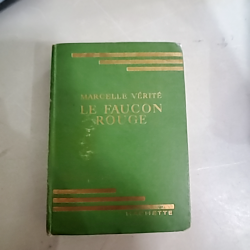 MARCELLE VÉRITÉ
LE FAUCON
ROUGE
HACHETTE